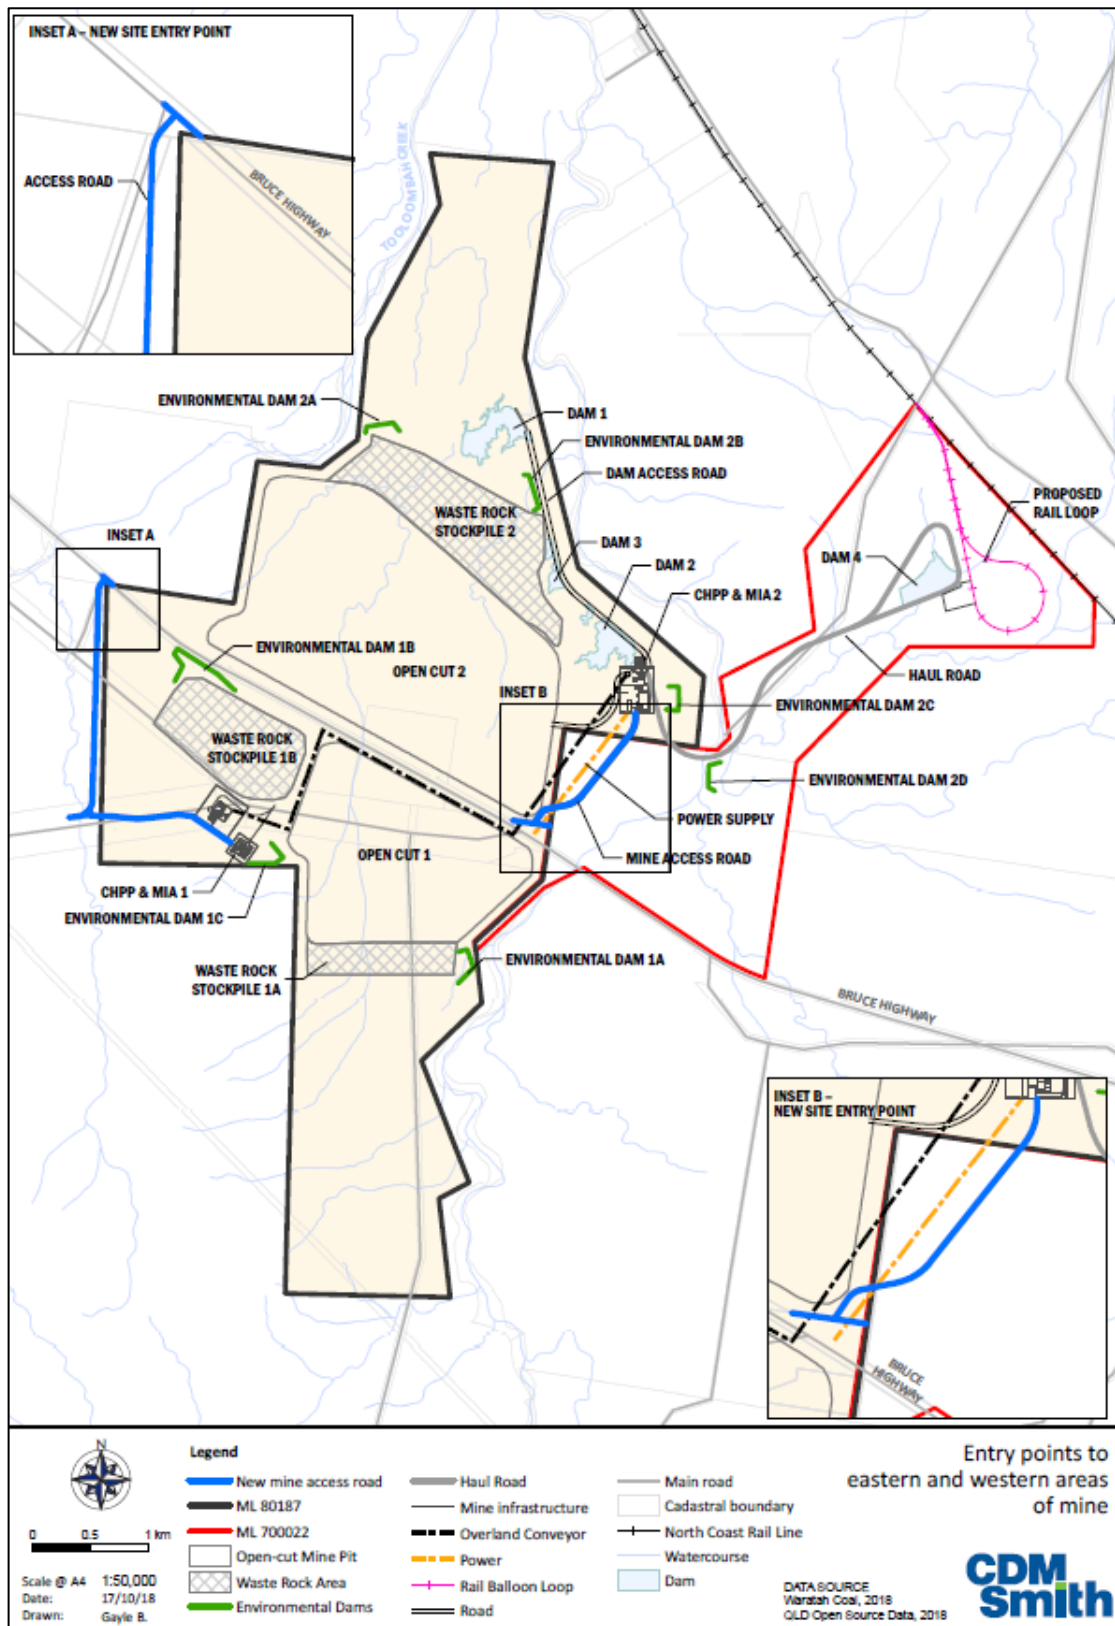 INSET A – NEW SITE ENTRY POINT
ACCESS ROAD
BRUCE HIGHWAY
TOOLOOMBAH CREEK
ENVIRONMENTAL DAM 2A
DAM 1
ENVIRONMENTAL DAM 2B
DAM ACCESS ROAD
WASTE ROCK
STOCKPILE 2
PROPOSED
RAIL LOOP
INSET A
DAM 3
DAM 4
DAM 2
CHPP & MIA 2
ENVIRONMENTAL DAM 1B
OPEN CUT 2
HAUL ROAD
INSET B
ENVIRONMENTAL DAM 2C
WASTE ROCK
STOCKPILE 1B
ENVIRONMENTAL DAM 2D
POWER SUPPLY
OPEN CUT 1
MINE ACCESS ROAD
CHPP & MIA 1
ENVIRONMENTAL DAM 1C
ENVIRONMENTAL DAM 1A
WASTE ROCK
STOCKPILE 1A
BRUCE HIGHWAY
INSET B –
NEW SITE ENTRY POINT
BRUCE
HIGHWAY
N
0 0.5 1 km
Scale @ A4 1:50,000
Date: 17/10/18
Drawn: Gayle B.
Legend
New mine access road
ML 80187
ML 700022
Open-cut Mine Pit
Waste Rock Area
Environmental Dams
Haul Road
Mine infrastructure
Overland Conveyor
Power
Rail Balloon Loop
Road
Main road
Cadastral boundary
North Coast Rail Line
Watercourse
Dam
Entry points to
eastern and western areas
of mine
DATA SOURCE
Waratah Coal, 2018
QLD Open Source Data, 2018
CDM
Smith